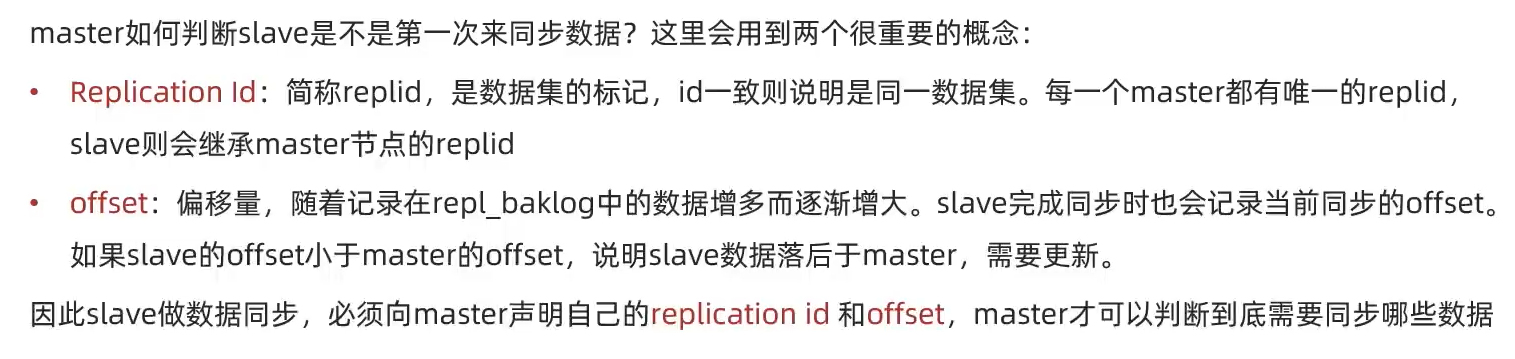 master如何判断slave是不是第一次来同步数据？这里会用到两个很重要的概念：
• Replication Id：简称replid，是数据集的标记，id一致则说明是同一数据集。每一个master都有唯一的replid，
slave则会继承master节点的replid
• offset：偏移量，随着记录在repl_baklog中的数据增多而逐渐增大。slave完成同步时也会记录当前同步的offset。
如果slave的offset小于master的offset，说明slave数据落后于master，需要更新。
因此slave做数据同步，必须向master声明自己的replication id 和offset，master才可以判断到底需要同步哪些数据